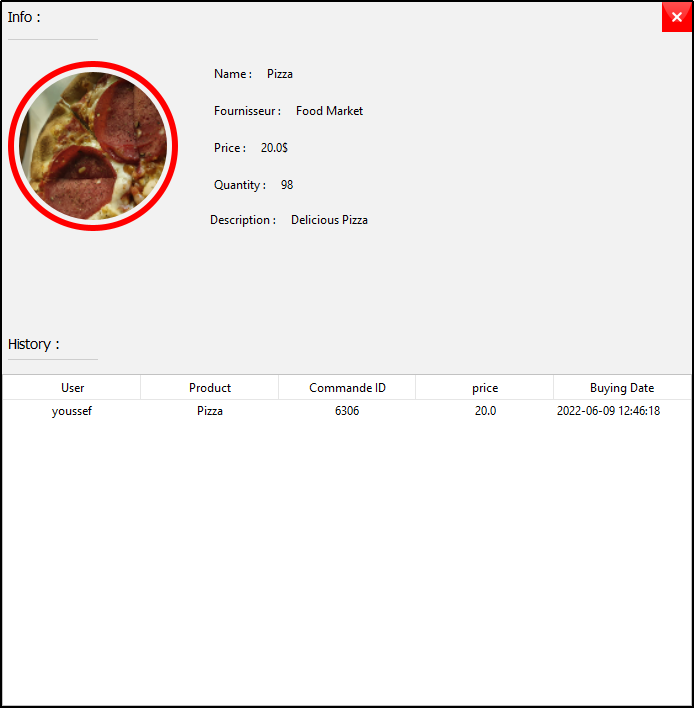 Info :
Name : Pizza
Fournisseur : Food Market
Price : 20.0$
Quantity : 98
Description : Delicious Pizza
History :
User Product Commande ID price Buying Date
youssef Pizza 6306 20.0 2022-06-09 12:46:18